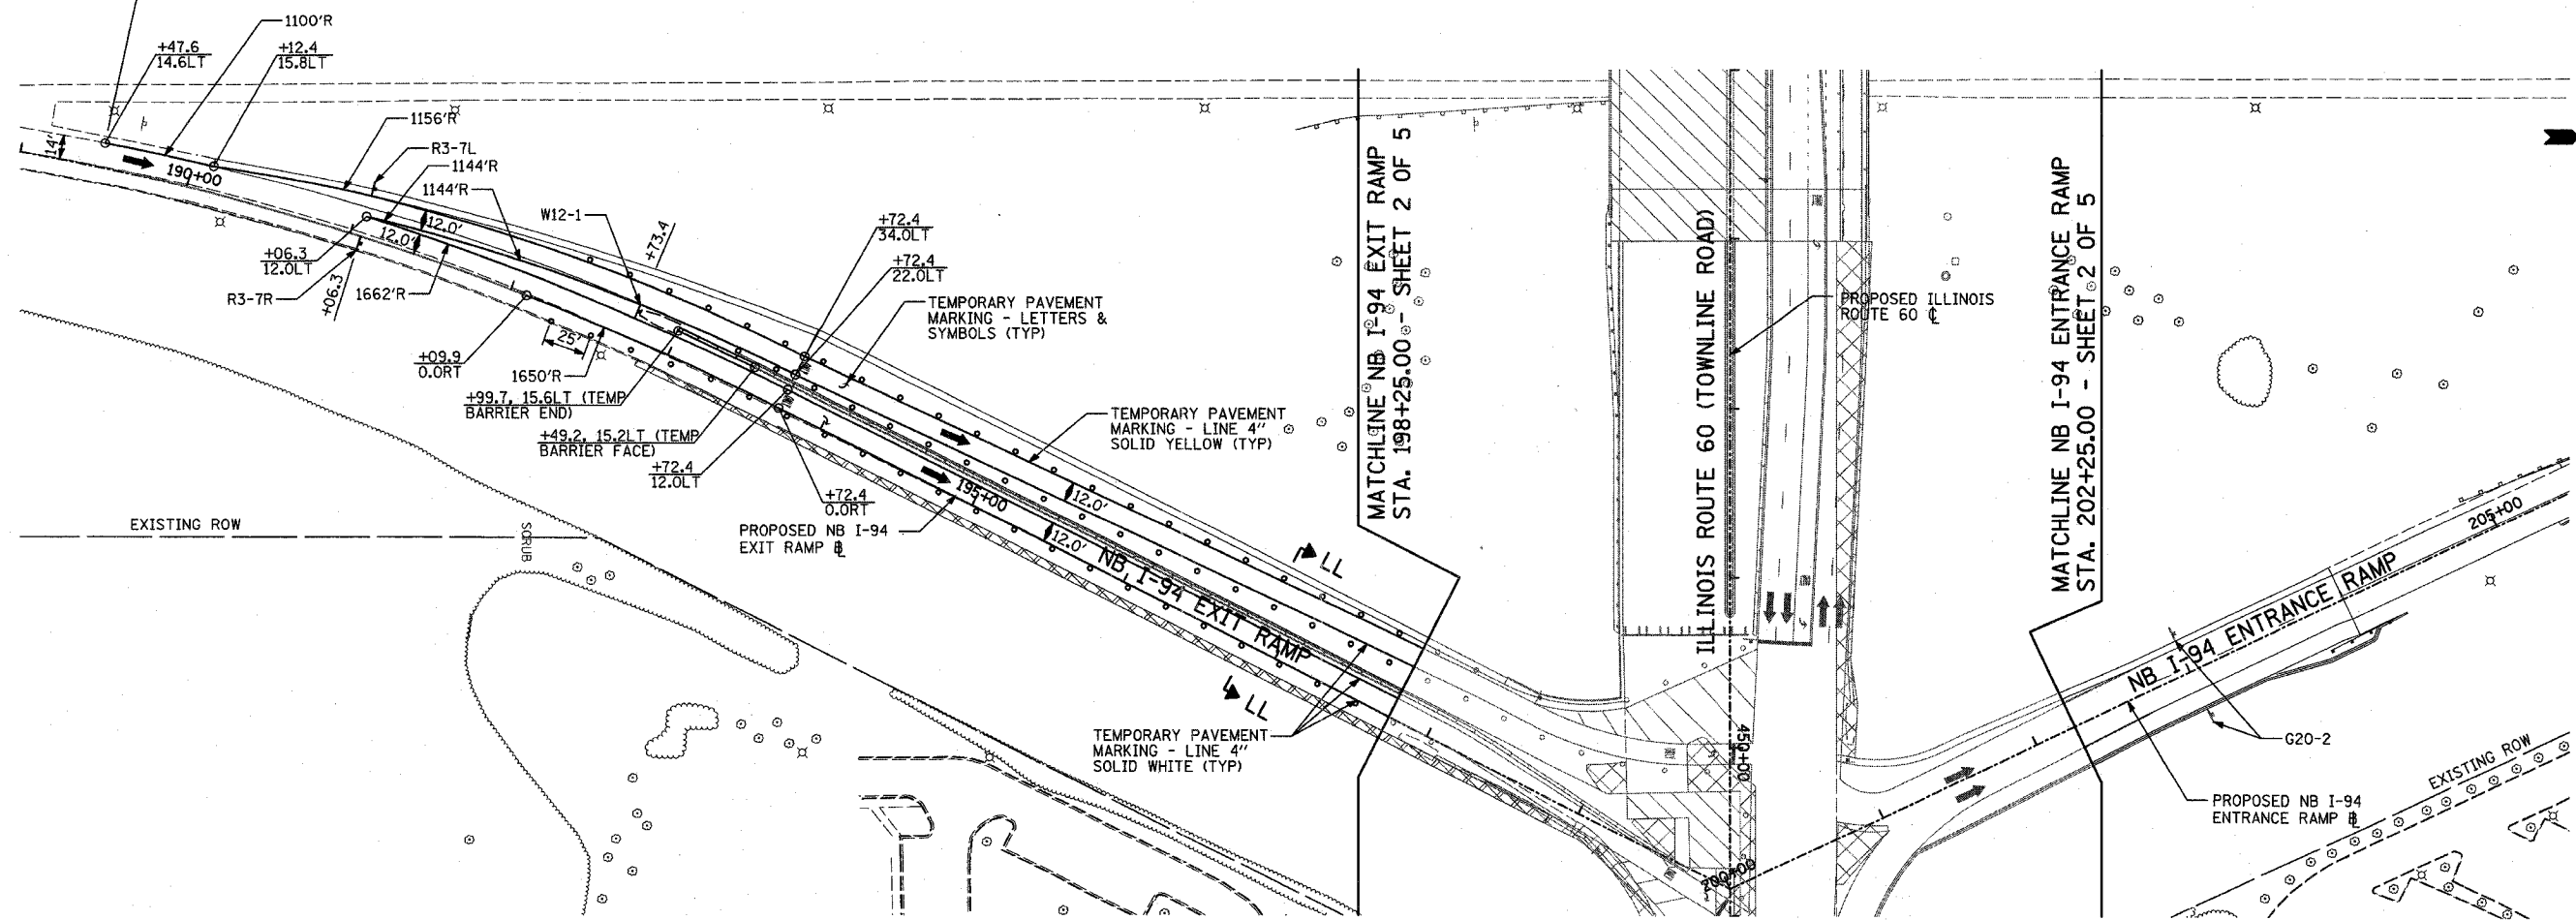 1100'R
+47.6
14.6LT
+12.4
15.8LT
1156'R
R3-7L
1144'R
1144'R
14'
190+00
W12-1
12.0'
12.0'
+73.4
+72.4
34.0LT
+72.4
22.0LT
+06.3
12.0LT
R3-7R
+06.3
1662'R
TEMPORARY PAVEMENT
MARKING - LETTERS &
SYMBOLS (TYP)
25'
+09.9
0.0RT
1650'R
+99.7, 15.6LT (TEMP
BARRIER END)
+49.2, 15.2LT (TEMP
BARRIER FACE)
+72.4
12.0LT
+72.4
0.0RT
TEMPORARY PAVEMENT
MARKING - LINE 4"
SOLID YELLOW (TYP)
12.0'
195+00
PROPOSED NB I-94
EXIT RAMP ℄
12.0'
NB I-94 EXIT RAMP
LL
LL
EXISTING ROW
SCRUB
TEMPORARY PAVEMENT
MARKING - LINE 4"
SOLID WHITE (TYP)
MATCHLINE NB I-94 EXIT RAMP
STA. 198+25.00 - SHEET 2 OF 5
ILLINOIS ROUTE 60 (TOWNLINE ROAD)
PROPOSED ILLINOIS
ROUTE 60 ℄
450+00
200+00
MATCHLINE NB I-94 ENTRANCE RAMP
STA. 202+25.00 - SHEET 2 OF 5
205+00
NB I-94 ENTRANCE RAMP
G20-2
PROPOSED NB I-94
ENTRANCE RAMP ℄
EXISTING ROW